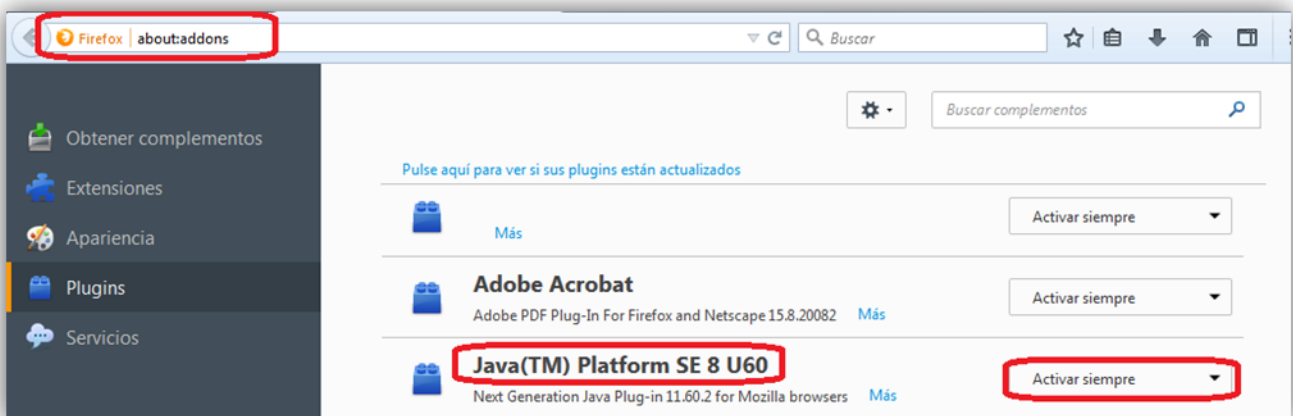 Firefox about:addons Buscar
Obtener complementos
Extensiones
Apariencia
Plugins
Servicios
Buscar complementos
Pulse aquí para ver si sus plugins están actualizados
Más Activar siempre
Adobe Acrobat
Adobe PDF Plug-In For Firefox and Netscape 15.8.20082 Más Activar siempre
Java(TM) Platform SE 8 U60
Next Generation Java Plug-in 11.60.2 for Mozilla browsers Más Activar siempre